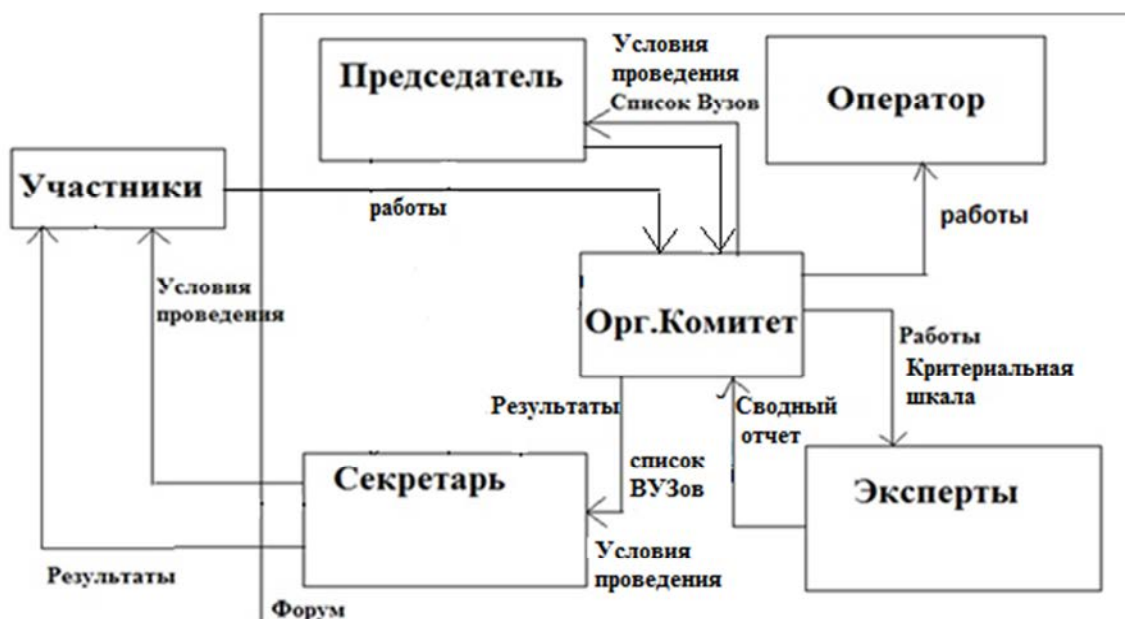 Председатель
Условия
проведения
Список Вузов
Оператор
Участники
работы
работы
Условия
проведения
Орг.Комитет
Работы
Критериальная
шкала
Результаты
Сводный
отчет
список
ВУЗов
Секретарь
Эксперты
Условия
проведения
Результаты
Форум